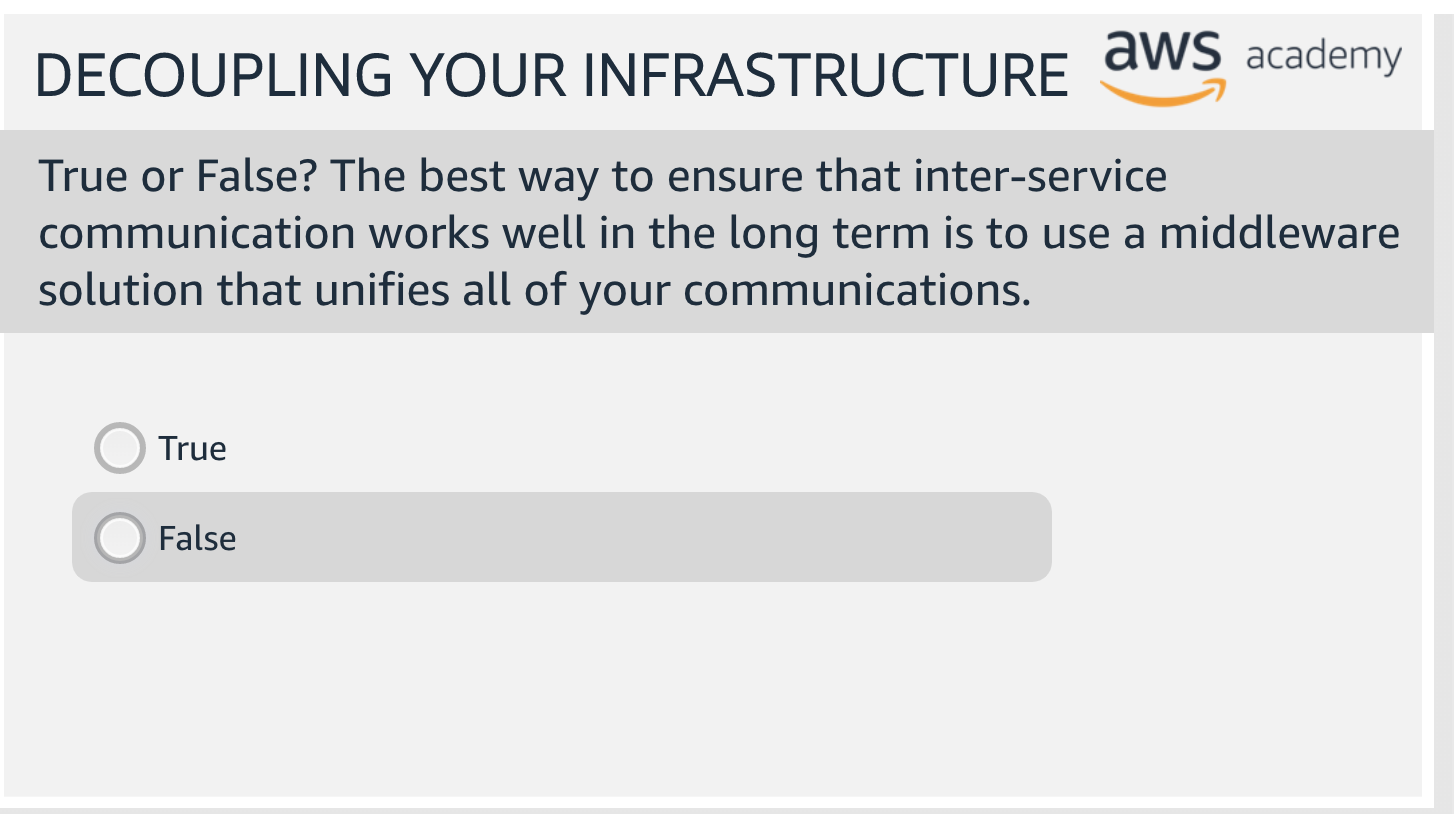 DECOUPLING YOUR INFRASTRUCTURE
aws academy
True or False? The best way to ensure that inter-service
communication works well in the long term is to use a middleware
solution that unifies all of your communications.
True
False